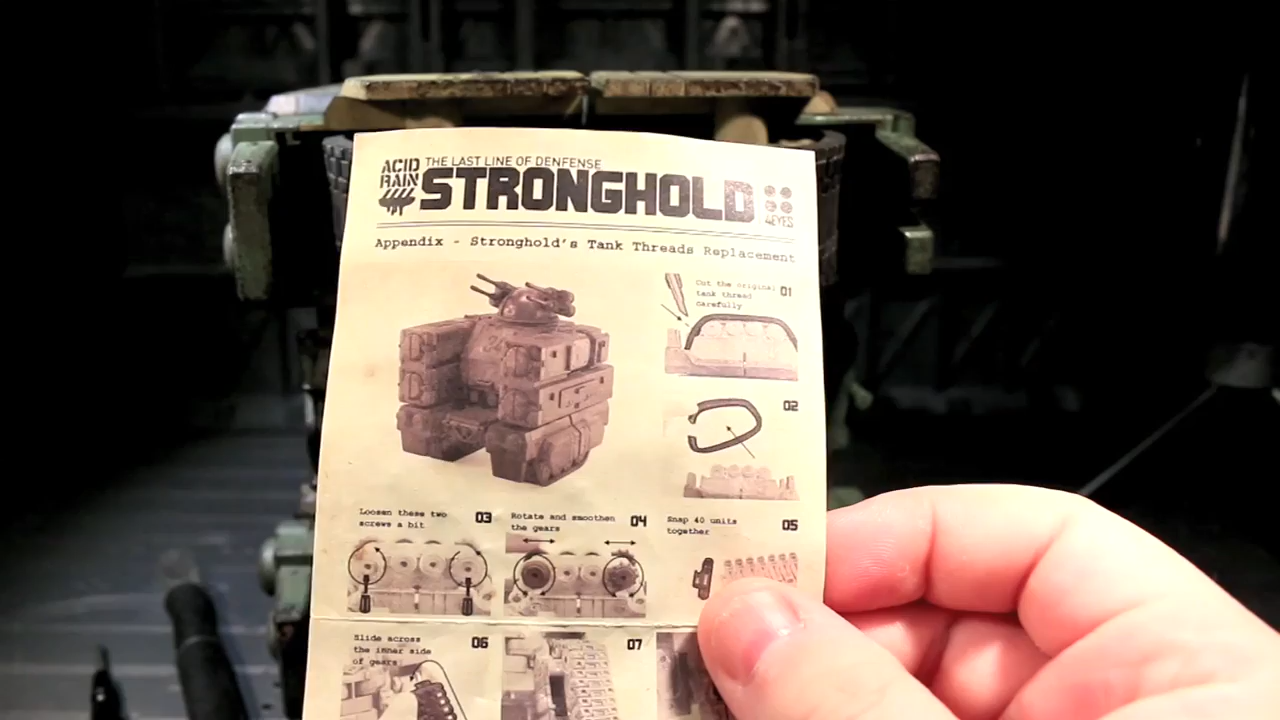 ACID RAIN
THE LAST LINE OF DENFENSE
STRONGHOLD
4EYES
Appendix - Stronghold's Tank Threads Replacement
Cut the original
tank thread
carefully
01
02
Loosen these two
screws a bit
03
Rotate and smoothen
the gears
04
Snap 40 units
together
05
Slide across
the inner side
of gears
06
07